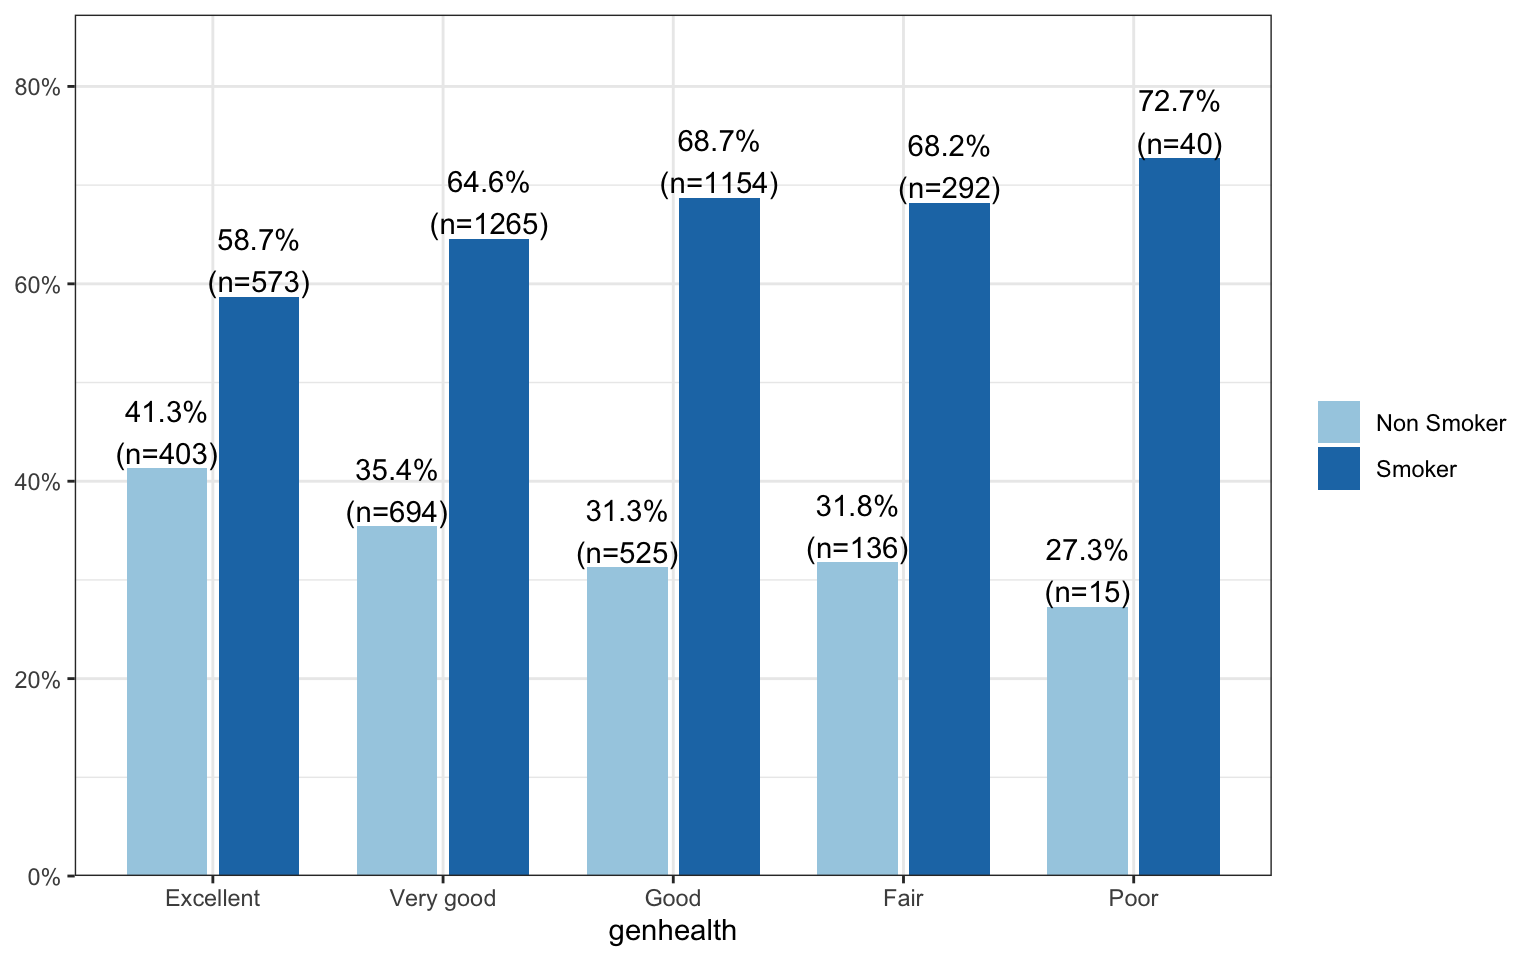 80%
60%
40%
20%
0%
41.3%
(n=403)
58.7%
(n=573)
35.4%
(n=694)
64.6%
(n=1265)
31.3%
(n=525)
68.7%
(n=1154)
31.8%
(n=136)
68.2%
(n=292)
27.3%
(n=15)
72.7%
(n=40)
Excellent
Very good
Good
Fair
Poor
genhealth
Non Smoker
Smoker